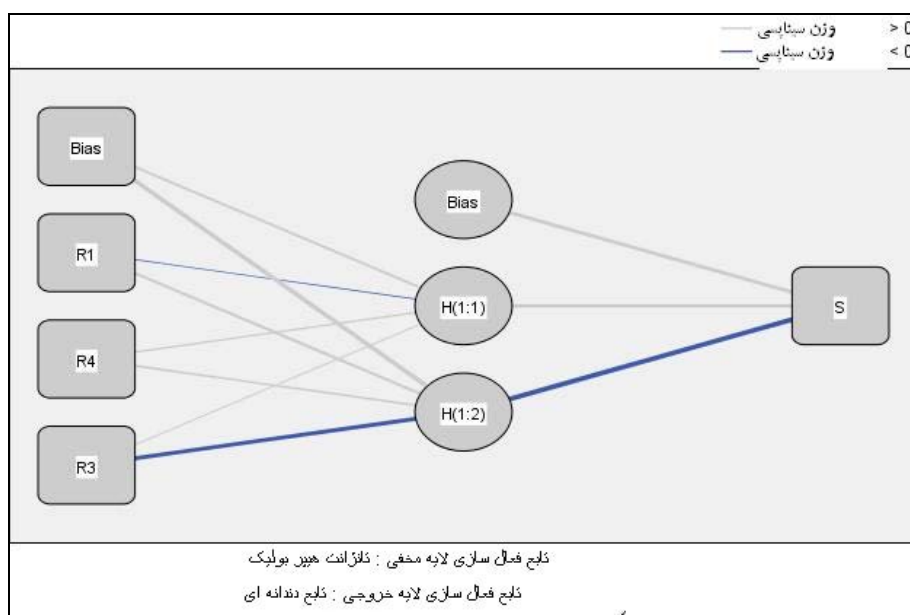 وزن سیناپسی > 0
وزن سیناپسی < 0
Bias
R1
R4
R3
Bias
H(1:1)
H(1:2)
S
تابع فعال سازی لایه مخفی : تانژانت هیپر بولیک
تابع فعال سازی لایه خروجی : تابع دندانه ای